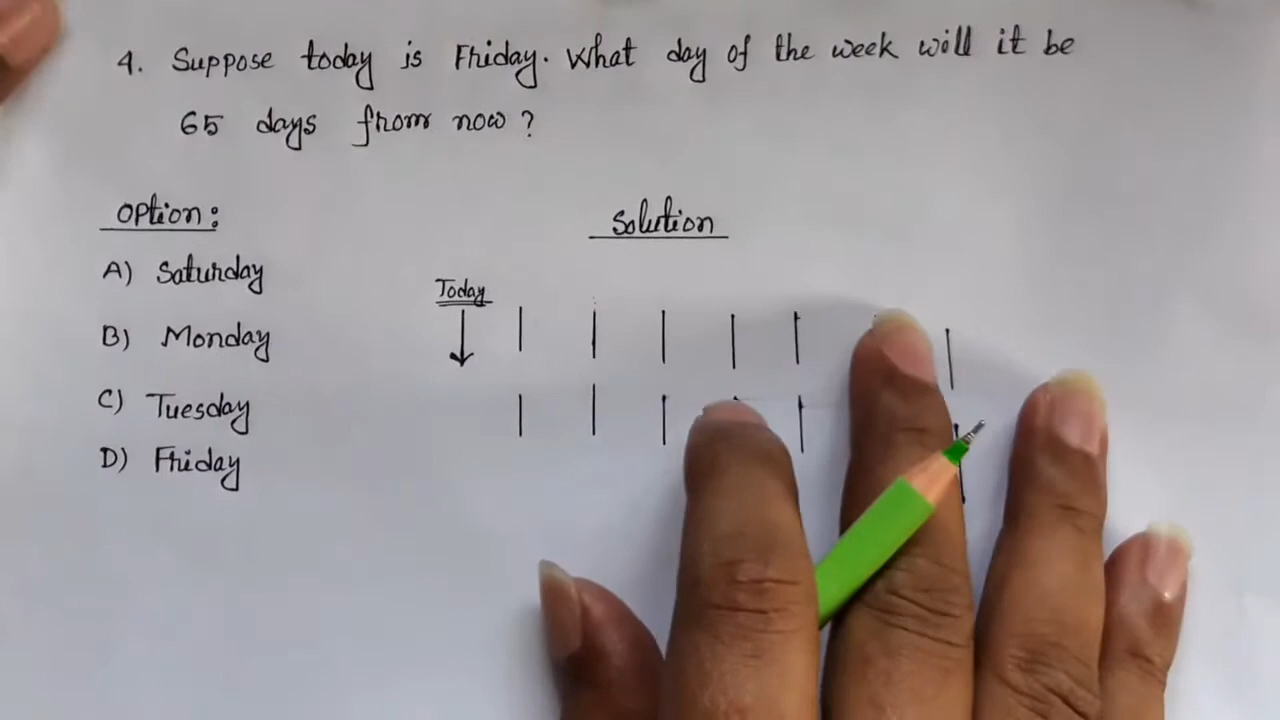 4. Suppose today is Friday. What day of the week will it be
65 days from now?
Option:
A) Saturday
B) Monday
C) Tuesday
D) Friday
Solution
Today